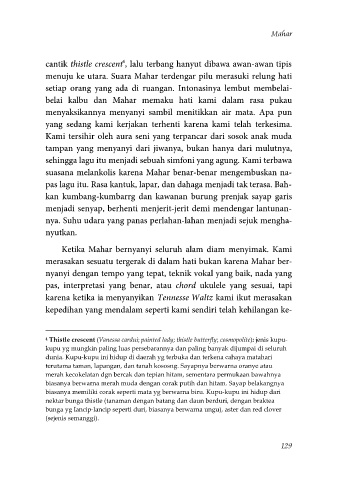 Mahar
cantik thistle crescent⁶, lalu terbang hanyut dibawa awan-awan tipis
menuju ke utara. Suara Mahar terdengar pilu merasuki relung hati
setiap orang yang ada di ruangan. Intonasinya lembut membelai-
belai kalbu dan Mahar memaku hati kami dalam rasa pukau
menyaksikannya menyanyi sambil menitikkan air mata. Apa pun
yang sedang kami kerjakan terhenti karena kami telah terkesima.
Kami tersihir oleh aura seni yang terpancar dari sosok anak muda
tampan yang menyanyi dari jiwanya, bukan hanya dari mulutnya,
sehingga lagu itu menjadi sebuah simfoni yang agung. Kami terbawa
suasana melankolis karena Mahar benar-benar mengembuskan na-
pas lagu itu. Rasa kantuk, lapar, dan dahaga menjadi tak terasa. Bah-
kan kumbang-kumbarrg dan kawanan burung prenjak sayap garis
menjadi senyap, berhenti menjerit-jerit demi mendengar lantunan-
nya. Suhu udara yang panas perlahan-lahan menjadi sejuk mengha-
nyutkan.
Ketika Mahar bernyanyi seluruh alam diam menyimak. Kami
merasakan sesuatu tergerak di dalam hati bukan karena Mahar ber-
nyanyi dengan tempo yang tepat, teknik vokal yang baik, nada yang
pas, interpretasi yang benar, atau chord ukulele yang sesuai, tapi
karena ketika ia menyanyikan Tennesse Waltz kami ikut merasakan
kepedihan yang mendalam seperti kami sendiri telah kehilangan ke-
⁶ Thistle crescent (Vanessa cardui; painted lady; thistle butterfly; cosmopolite): jenis kupu-
kupu yg mungkin paling luas persebarannya dan paling banyak dijumpai di seluruh
dunia. Kupu-kupu ini hidup di daerah yg terbuka dan terkena cahaya matahari
terutama taman, lapangan, dan tanah kosong. Sayapnya berwarna oranye atau
merah kecokelatan dgn bercak dan tepian hitam, sementara permukaan bawahnya
biasanya berwarna merah muda dengan corak putih dan hitam. Sayap belakangnya
biasanya memiliki corak seperti mata yg berwarna biru. Kupu-kupu ini hidup dari
nektar bunga thistle (tanaman dengan batang dan daun berduri, dengan braktea
bunga yg lancip-lancip seperti duri, biasanya berwarna ungu), aster dan red clover
(sejenis semanggi).
129